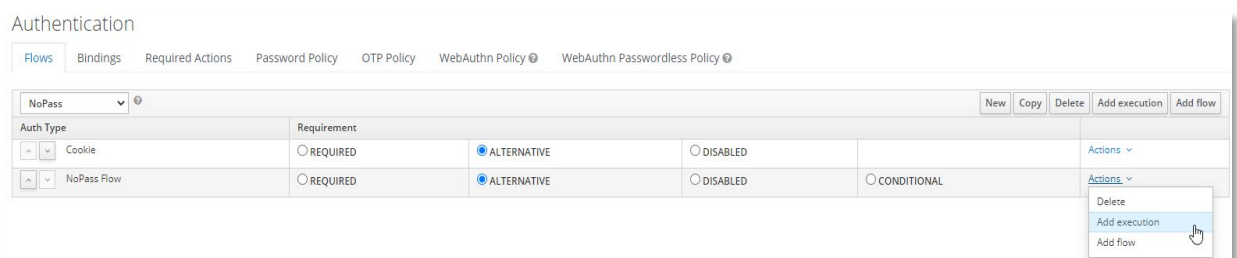 Authentication
Flows Bindings Required Actions Password Policy OTP Policy WebAuthn Policy WebAuthn Passwordless Policy
NoPass New Copy Delete Add execution Add flow
Auth Type Requirement
Cookie REQUIRED ALTERNATIVE DISABLED Actions
NoPass Flow REQUIRED ALTERNATIVE DISABLED CONDITIONAL Actions
Delete
Add execution
Add flow